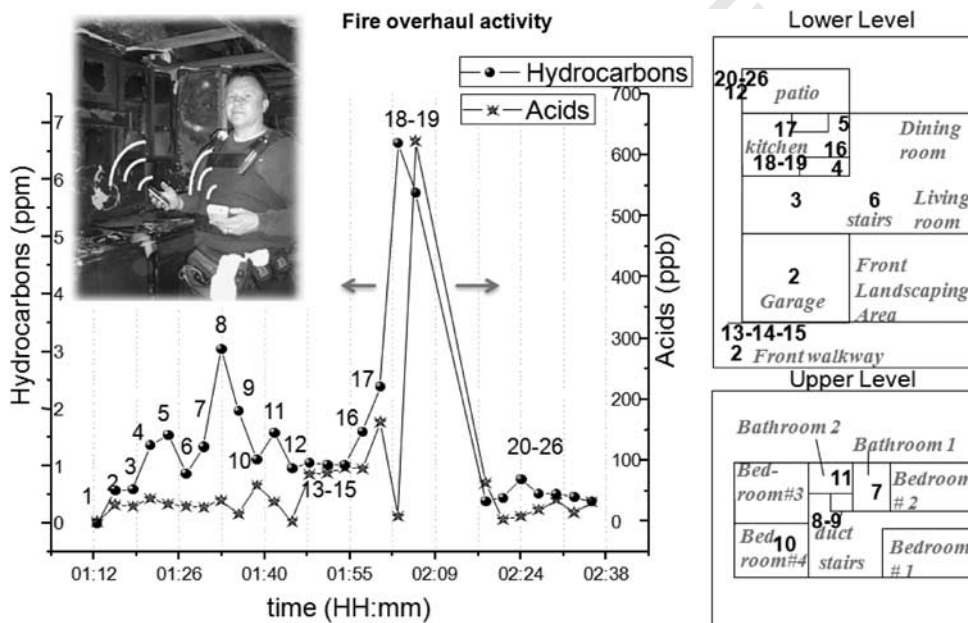 Fire overhaul activity
Hydrocarbons
Acids
Hydrocarbons (ppm)
7
6
5
4
3
2
1
0
Acids (ppb)
700
600
500
400
300
200
100
0
1
2
3
4
5
6
7
8
9
10
11
12
13-15
16
17
18-19
20-26
01:12
01:26
01:40
01:55
02:09
02:24
02:38
time (HH:mm)
Lower Level
20-26
12
patio
17
5
kitchen
16
18-19
4
Dining
room
3
6
stairs
Living
room
2
Garage
Front
Landscaping
Area
13-14-15
2 Front walkway
Upper Level
Bathroom 2
Bathroom 1
Bed-
room#3
11
7
Bedroom
# 2
8-9
duct
stairs
Bed
10
room#4
Bedroom
# 1